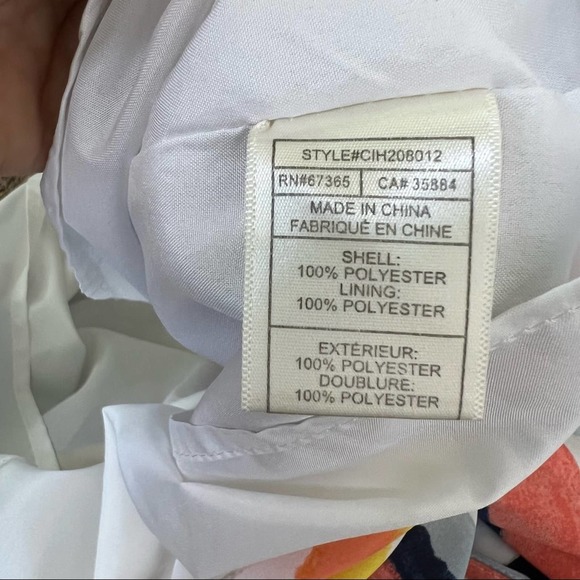 STYLE#CIH208012
RN#67365 CA# 35884
MADE IN CHINA
FABRIQUÉ EN CHINE
SHELL:
100% POLYESTER
LINING:
100% POLYESTER
EXTÉRIEUR:
100% POLYESTER
DOUBLURE:
100% POLYESTER